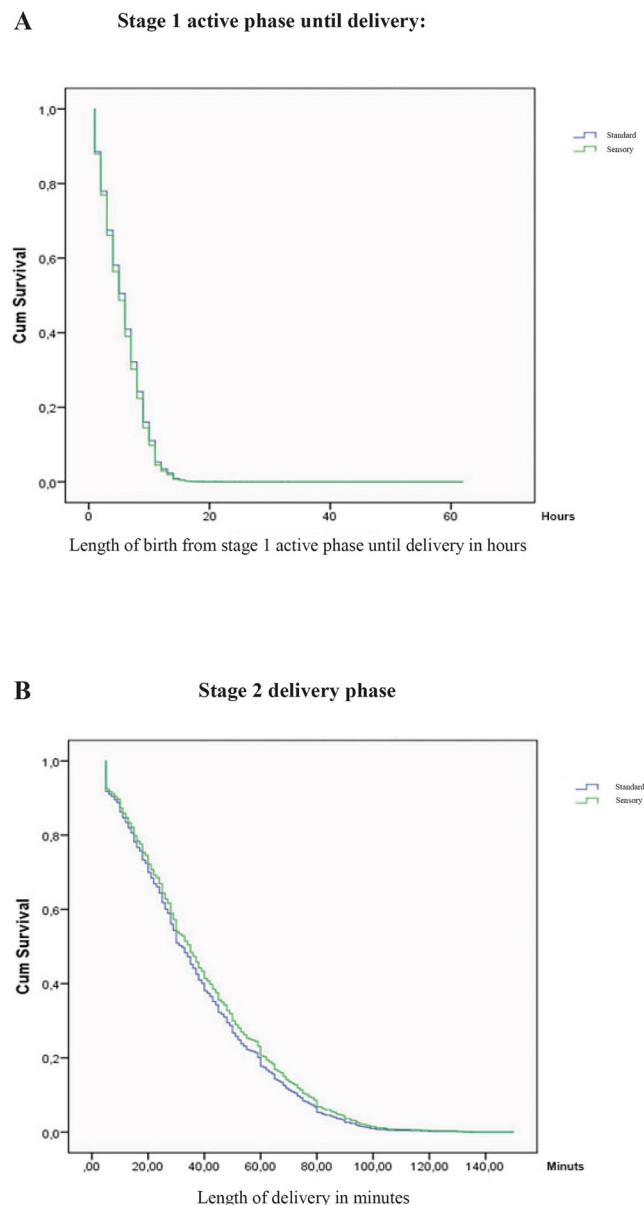 A Stage 1 active phase until delivery:
1,0
0,8
0,6
0,4
0,2
0,0
Cum Survival
Standard
Sensory
0 20 40 60 Hours
Length of birth from stage 1 active phase until delivery in hours
B Stage 2 delivery phase
1,0
0,8
0,6
0,4
0,2
0,0
Cum Survival
Standard
Sensory
,00 20,00 40,00 60,00 80,00 100,00 120,00 140,00 Minuts
Length of delivery in minutes